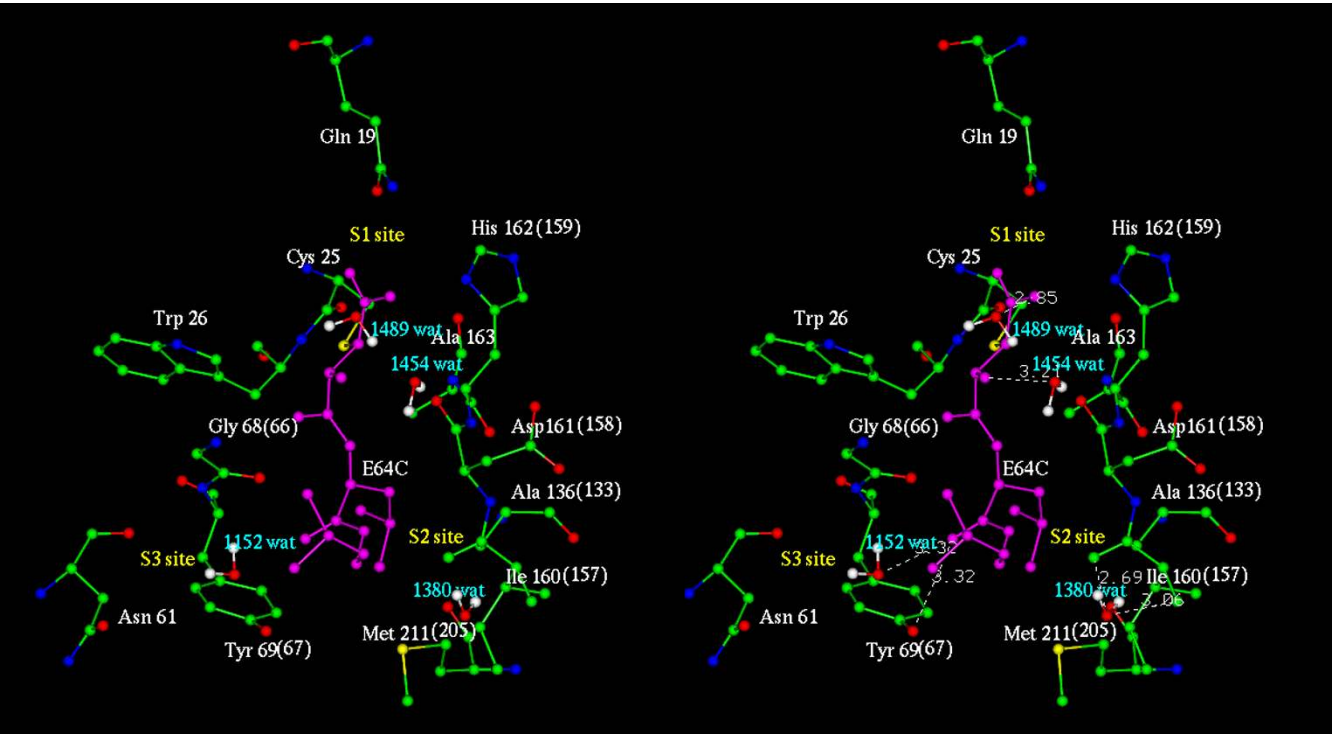 Gln 19
S1 site
His 162(159)
Cys 25
Trp 26
1489 wat
Ala 163
1454 wat
Gly 68(66)
Asp161(158)
E64C
Ala 136(133)
1152 wat
S2 site
S3 site
Ile 160(157)
1380 wat
Asn 61
Met 211(205)
Tyr 69(67)
Gln 19
S1 site
His 162(159)
Cys 25
2.85
Trp 26
1489 wat
Ala 163
1454 wat
3.21
Gly 68(66)
Asp161(158)
E64C
Ala 136(133)
1152 wat
3.32
S2 site
S3 site
3.32
2.69
Ile 160(157)
1380 wat
3.06
Asn 61
Met 211(205)
Tyr 69(67)